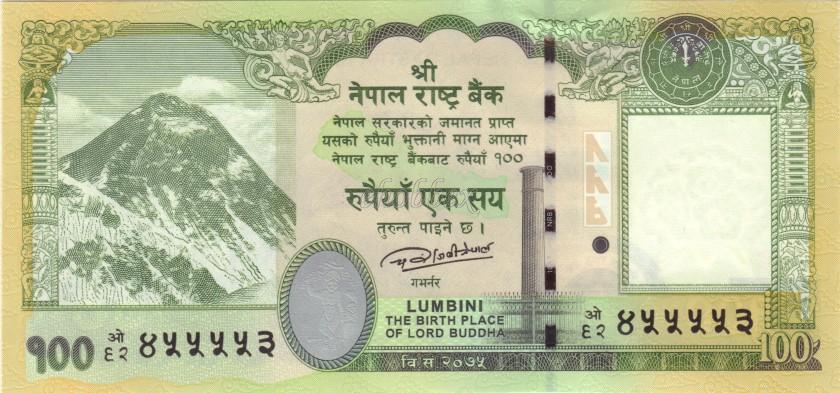 श्री
नेपाल राष्ट्र बैंक
नेपाल सरकारको जमानत प्राप्त
यसको रुपैयाँ भुक्तानी माग्न आएमा
नेपाल राष्ट्र बैंकबाट रुपैयाँ १००
रुपैयाँ एक सय
तुरुन्त पाइने छ।
गभर्नर
LUMBINI
THE BIRTH PLACE
OF LORD BUDDHA
वि सं २०७५
ओ
६२ ४५५५५३
ओ
६२ ४५५५५३
१००
100
नेपाल
NRB